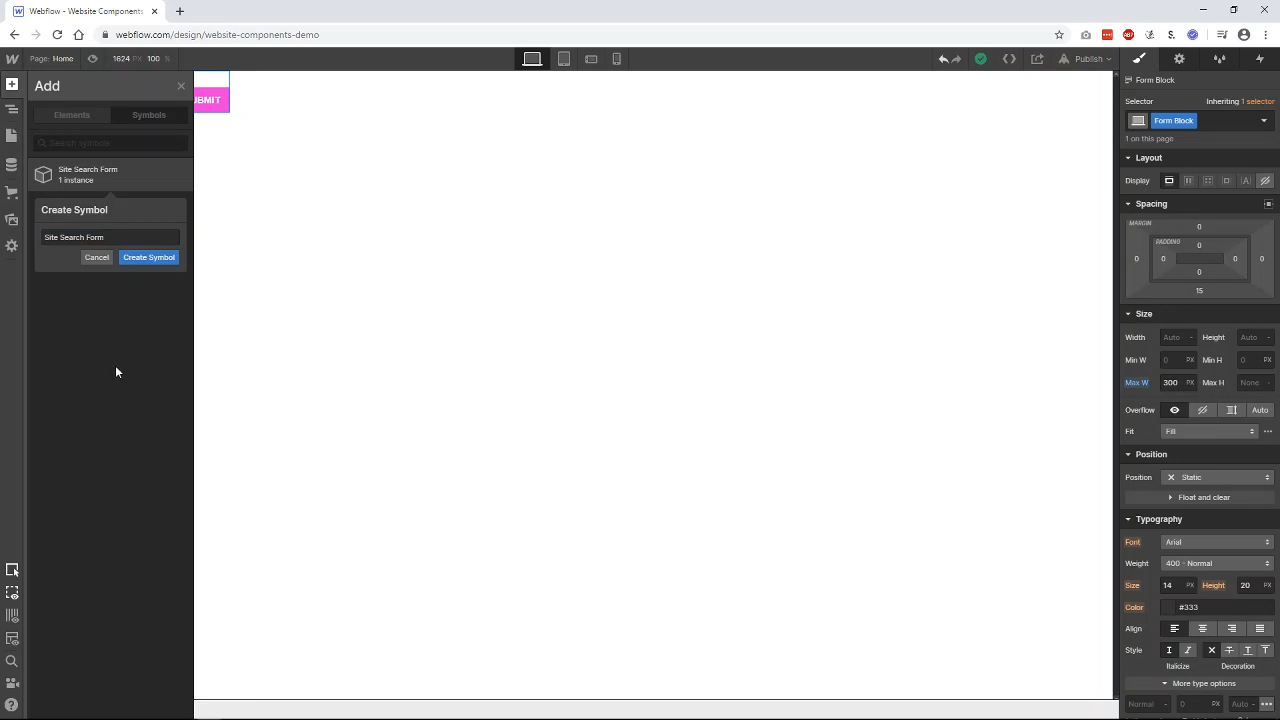 Webflow - Website Components
webflow.com/design/website-components-demo
Page: Home
1624 PX 100 %
Publish
Add
Elements
Symbols
Search symbols
Site Search Form
1 instance
Create Symbol
Site Search Form
Cancel
Create Symbol
UBMIT
Form Block
Selector
Inheriting 1 selector
Form Block
1 on this page
Layout
Display
Spacing
MARGIN
0
PADDING
0
0 0 0 0
0
15
Size
Width Auto - Height Auto -
Min W 0 PX Min H 0 PX
Max W 300 PX Max H None -
Overflow Auto
Fit Fill
Position
Position Static
Float and clear
Typography
Font Arial
Weight 400 - Normal
Size 14 PX Height 20 PX
Color #333
Align
Style
Italicize Decoration
More type options
Normal - 0 PX Auto -